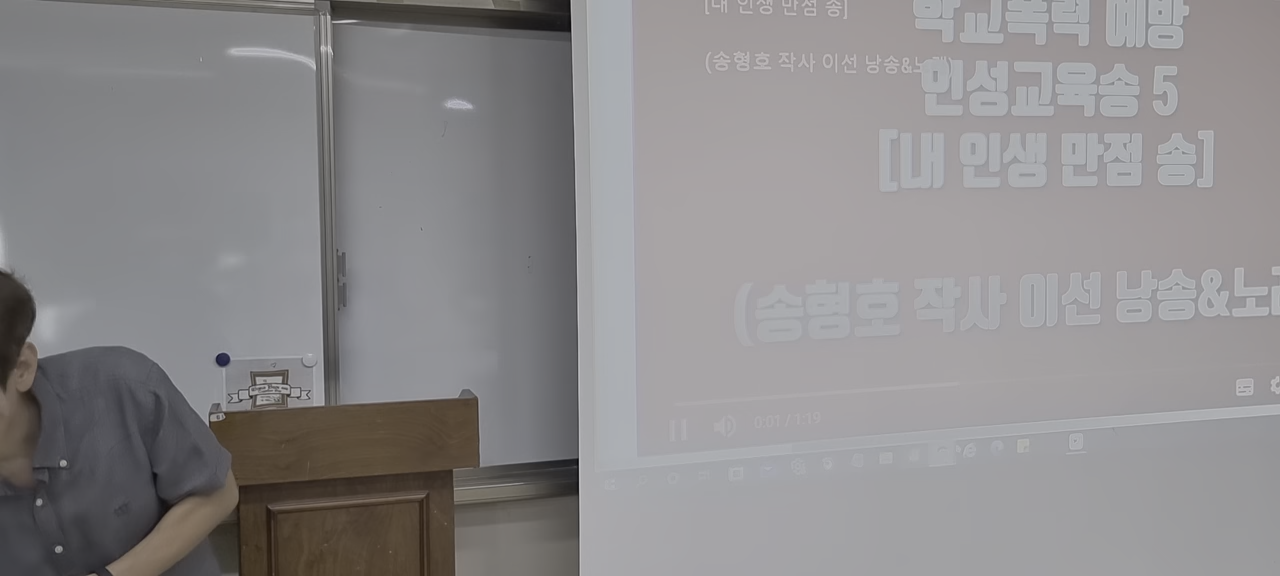 [내 인생 만점 송]
(송형호 작사 이선 낭송&노래)
학교폭력 예방
인성교육송 5
[내 인생 만점 송]
(송형호 작사 이선 낭송&노래
0:01 / 1:19